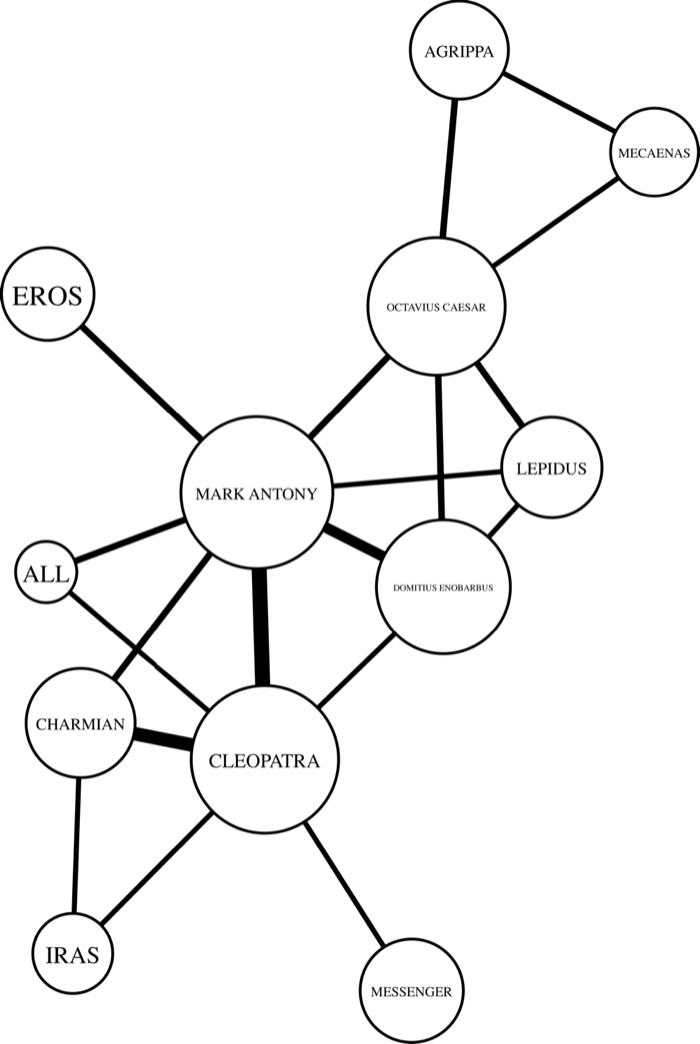 AGRIPPA
MECAENAS
EROS
OCTAVIUS CAESAR
LEPIDUS
MARK ANTONY
ALL
DOMITIUS ENOBARBUS
CHARMIAN
CLEOPATRA
IRAS
MESSENGER